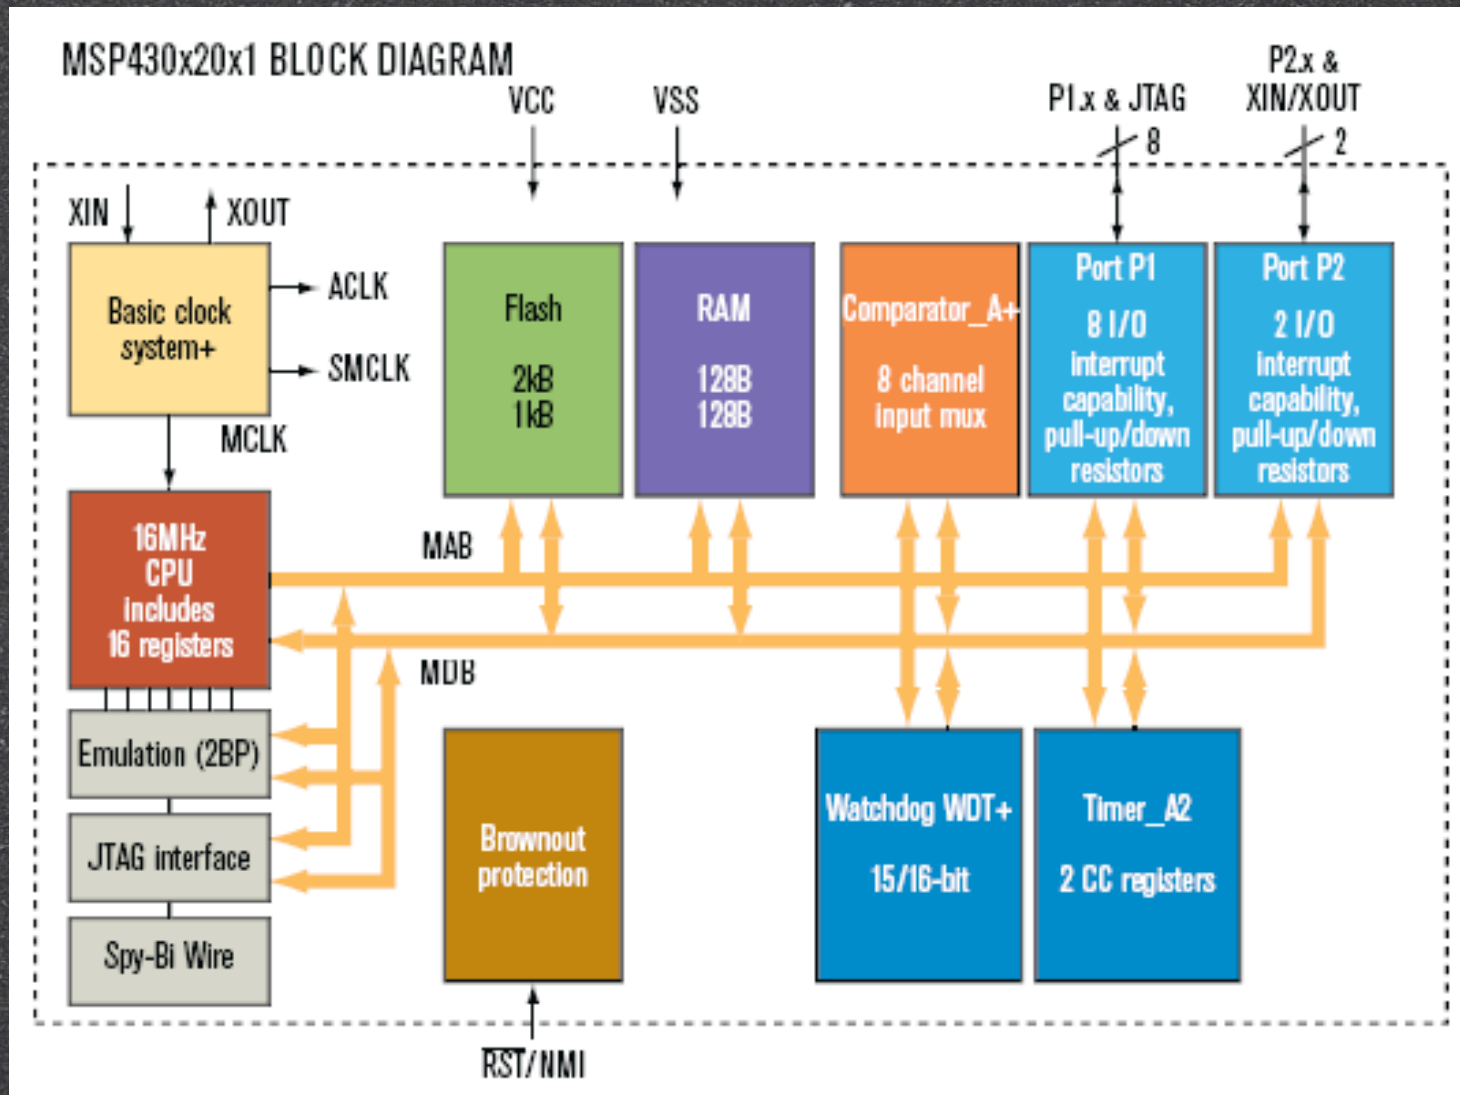 MSP430x20x1 BLOCK DIAGRAM
VCC
VSS
P1.x & JTAG
8
P2.x &
XIN/XOUT
2
XIN
XOUT
Basic clock
system+
ACLK
SMCLK
MCLK
Flash
2kB
1kB
RAM
128B
128B
Comparator_A+
8 channel
input mux
Port P1
8 I/O
interrupt
capability,
pull-up/down
resistors
Port P2
2 I/O
interrupt
capability,
pull-up/down
resistors
16MHz
CPU
includes
16 registers
MAB
MDB
Emulation (2BP)
JTAG interface
Spy-Bi Wire
Brownout
protection
Watchdog WDT+
15/16-bit
Timer_A2
2 CC registers
R̅S̅T̅/NMI